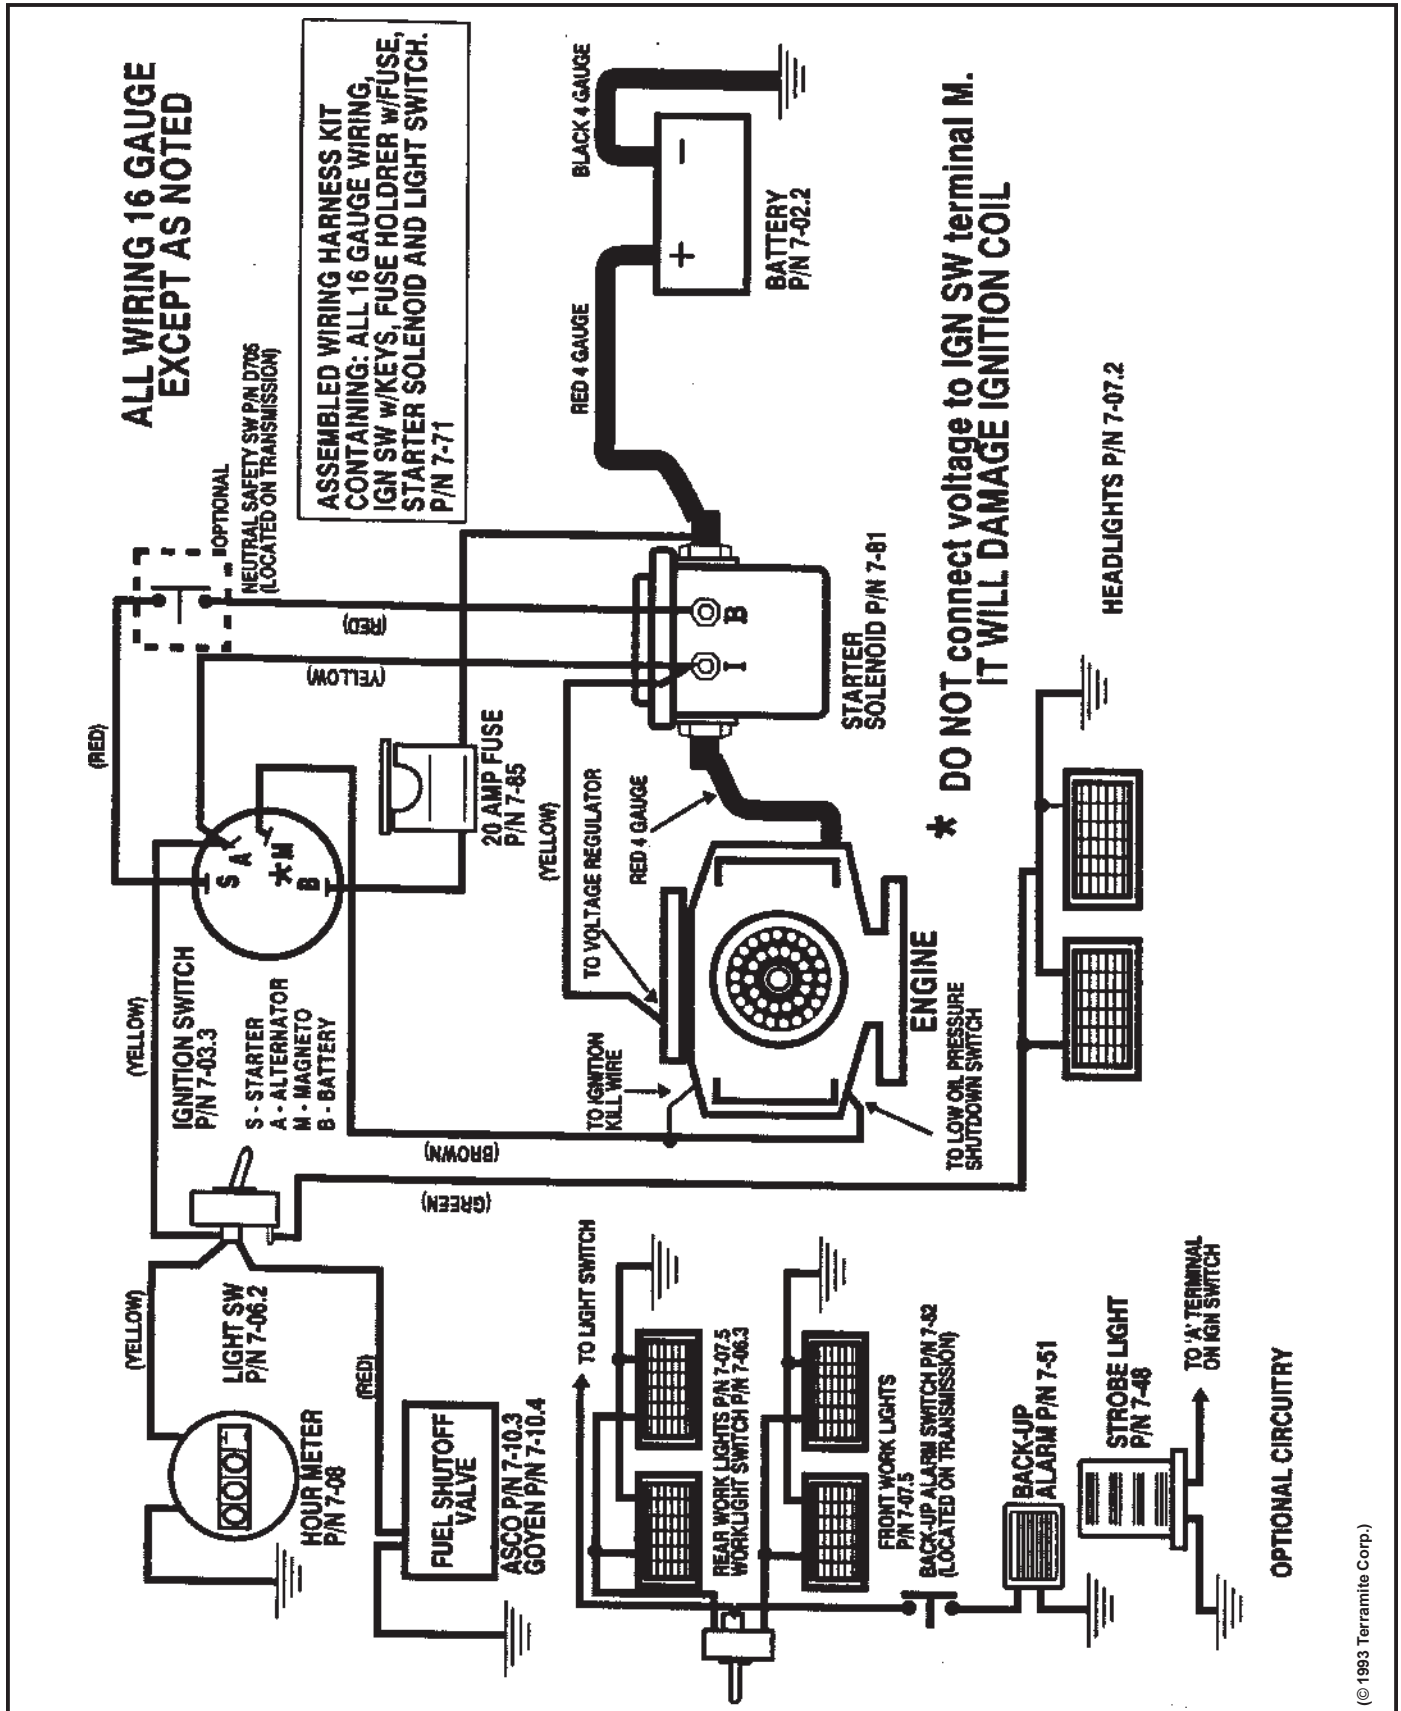 ALL WIRING 16 GAUGE
EXCEPT AS NOTED
ASSEMBLED WIRING HARNESS KIT
CONTAINING: ALL 16 GAUGE WIRING,
IGN SW w/KEYS, FUSE HOLDRER w/FUSE,
STARTER SOLENOID AND LIGHT SWITCH.
P/N 7-71
OPTIONAL
NEUTRAL SAFETY SW P/N D705
(LOCATED ON TRANSMISSION)
BLACK 4 GAUGE
RED 4 GAUGE
-
+
BATTERY
P/N 7-02.2
(RED)
(RED)
(YELLOW)
S
A
*M
B
IGNITION SWITCH
P/N 7-03.3
S - STARTER
A - ALTERNATOR
M - MAGNETO
B - BATTERY
20 AMP FUSE
P/N 7-85
B
I
STARTER
SOLENOID P/N 7-81
* DO NOT connect voltage to IGN SW terminal M.
IT WILL DAMAGE IGNITION COIL
(YELLOW)
TO VOLTAGE REGULATOR
RED 4 GAUGE
TO IGNITION
KILL WIRE
ENGINE
TO LOW OIL PRESSURE
SHUTDOWN SWITCH
HEADLIGHTS P/N 7-07.2
(YELLOW)
(BROWN)
(GREEN)
LIGHT SW
P/N 7-06.2
(YELLOW)
(RED)
HOUR METER
P/N 7-08
FUEL SHUTOFF
VALVE
ASCO P/N 7-10.3
GOYEN P/N 7-10.4
TO LIGHT SWITCH
REAR WORK LIGHTS P/N 7-07.5
WORKLIGHT SWITCH P/N 7-06.3
FRONT WORK LIGHTS
P/N 7-07.5
BACK-UP ALARM SWITCH P/N 7-52
(LOCATED ON TRANSMISSION)
BACK-UP
ALARM P/N 7-51
STROBE LIGHT
P/N 7-48
TO 'A' TERMINAL
ON IGN SWITCH
OPTIONAL CIRCUITRY
(© 1993 Terramite Corp.)